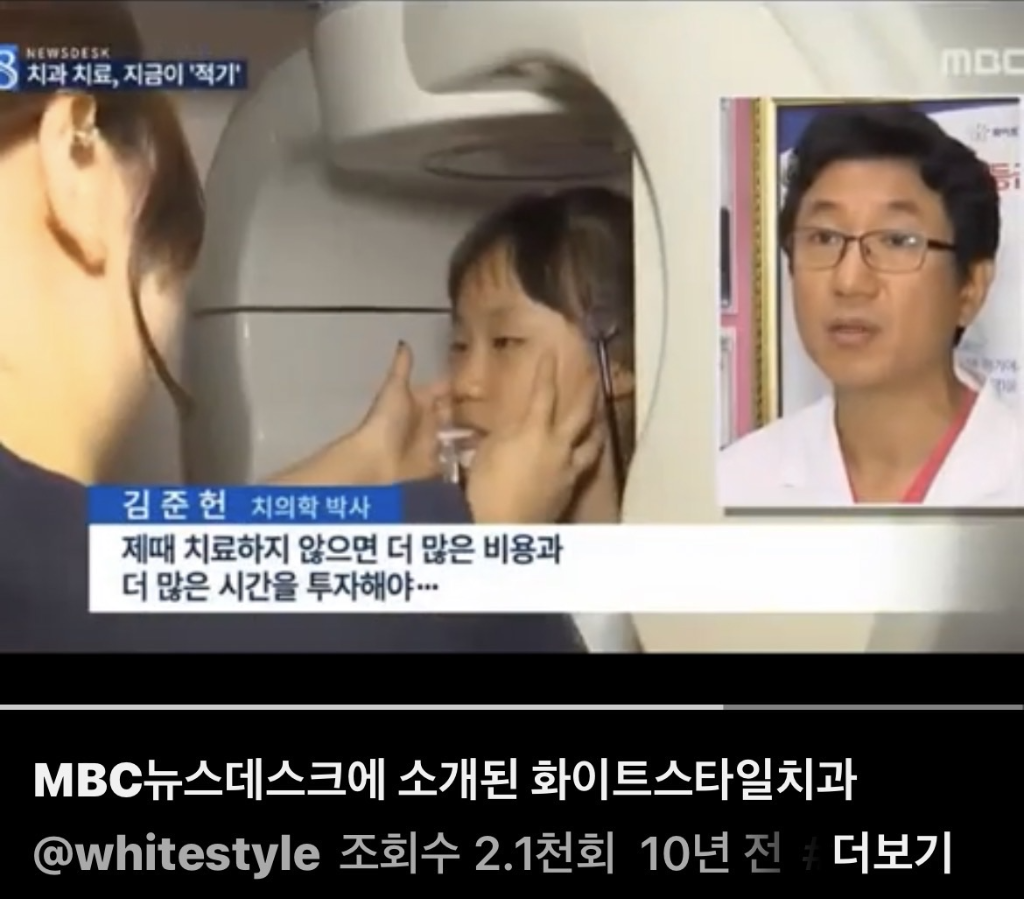 8 NEWSDESK
치과 치료, 지금이 '적기'
MBC
김준헌 치의학 박사
제때 치료하지 않으면 더 많은 비용과
더 많은 시간을 투자해야…
MBC뉴스데스크에 소개된 화이트스타일치과
@whitestyle 조회수 2.1천회 10년 전 # 더보기